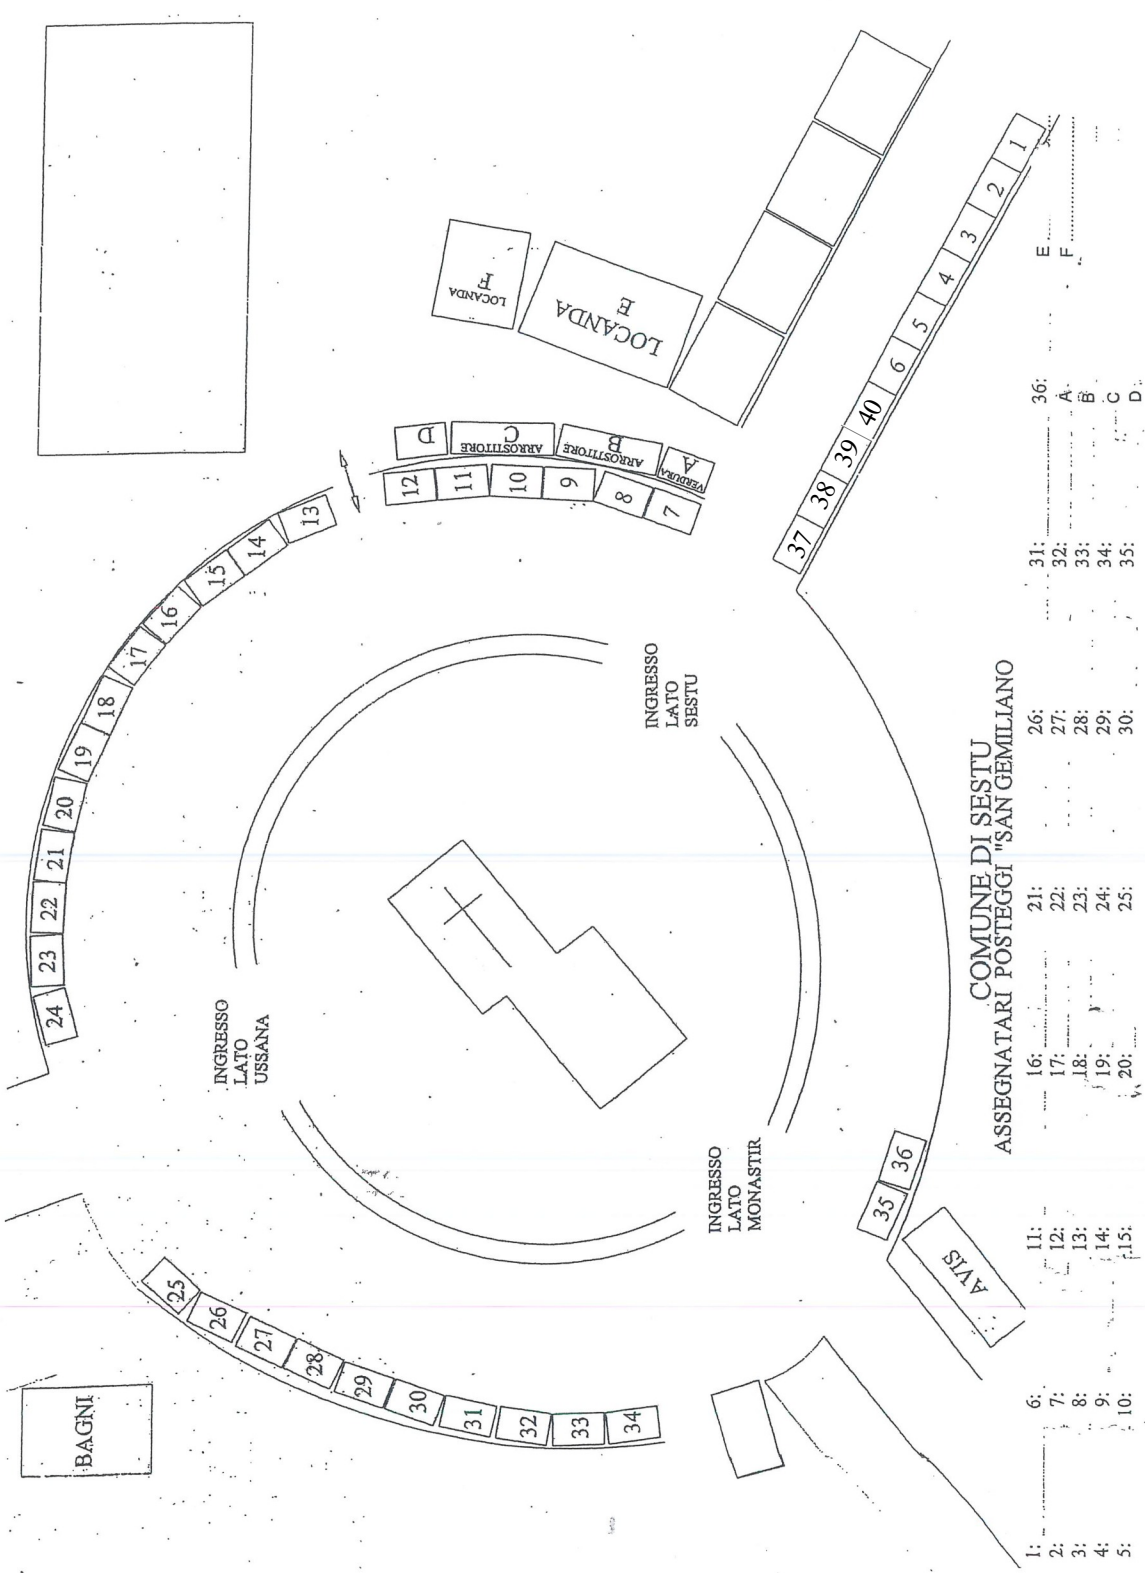 BAGNI
24
23
22
21
20
19
18
17
16
15
14
13
12
11
10
9
8
7
D
ARROSTITORE
C
ARROSTITORE
B
VERDURA
A
LOCANDA
F
LOCANDA
E
1
2
3
4
5
6
40
39
38
37
25
26
27
28
29
30
31
32
33
34
35
36
AVIS
INGRESSO
LATO
USSANA
INGRESSO
LATO
SESTU
INGRESSO
LATO
MONASTIR
COMUNE DI SESTU
ASSEGNATARI POSTEGGI "SAN GEMILIANO
1: 6: 11: 16: 21: 26: 31: 36: E
2: 7: 12: 17: 22: 27: 32: A F
3: 8: 13: 18: 23: 28: 33: B
4: 9: 14: 19: 24: 29: 34: C
5: 10: 15: 20: 25: 30: 35: D